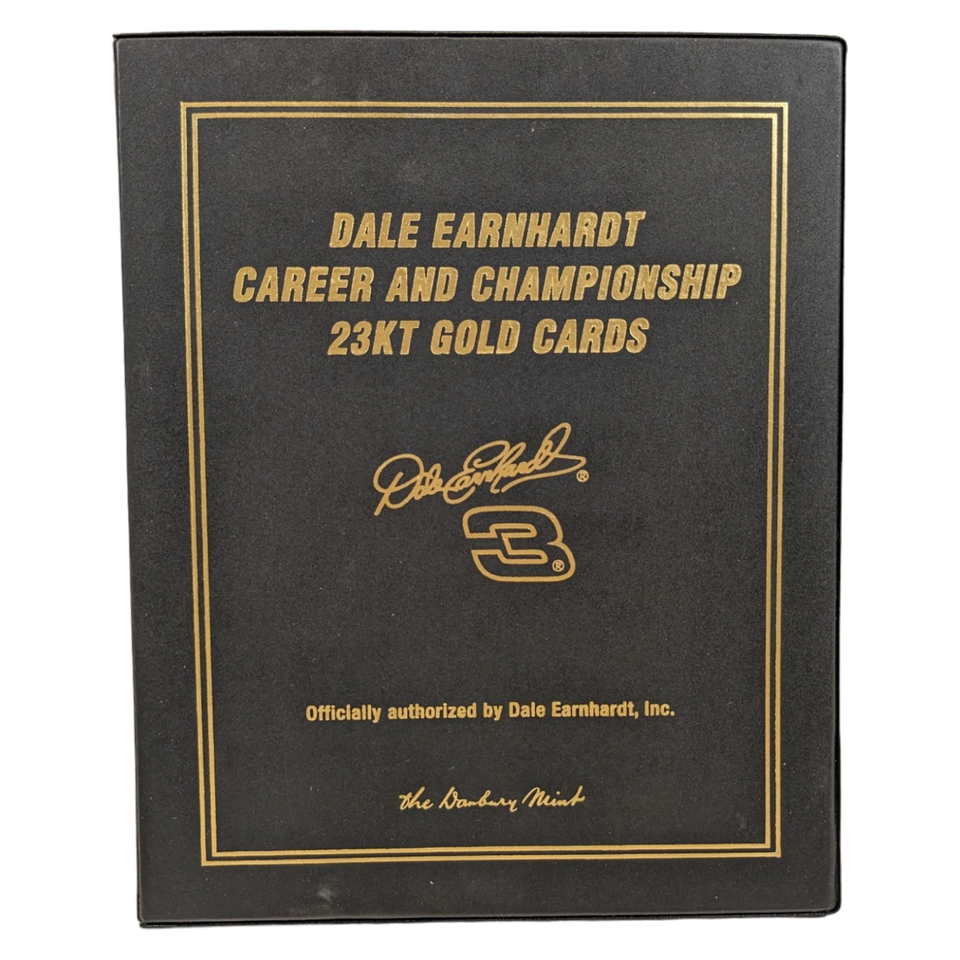 DALE EARNHARDT
CAREER AND CHAMPIONSHIP
23KT GOLD CARDS
Dale Earnhardt ®
3 ®
Officially authorized by Dale Earnhardt, Inc.
the Danbury Mint